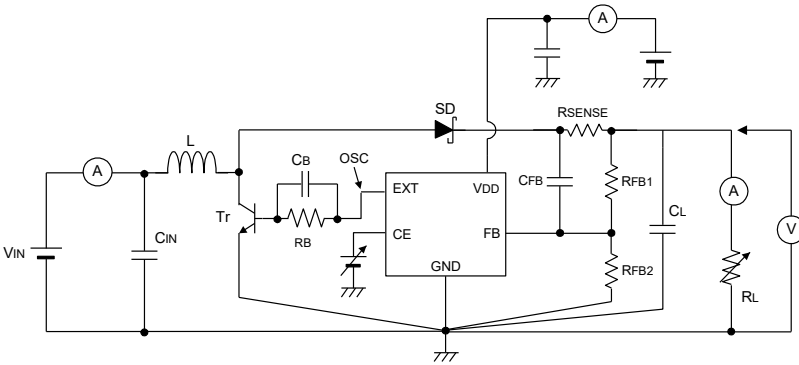 A
SD
RSENSE
L
A
CB
OSC
EXT
VDD
CFB
RFB1
A
Tr
CIN
RB
CE
FB
CL
V
VIN
GND
RFB2
RL